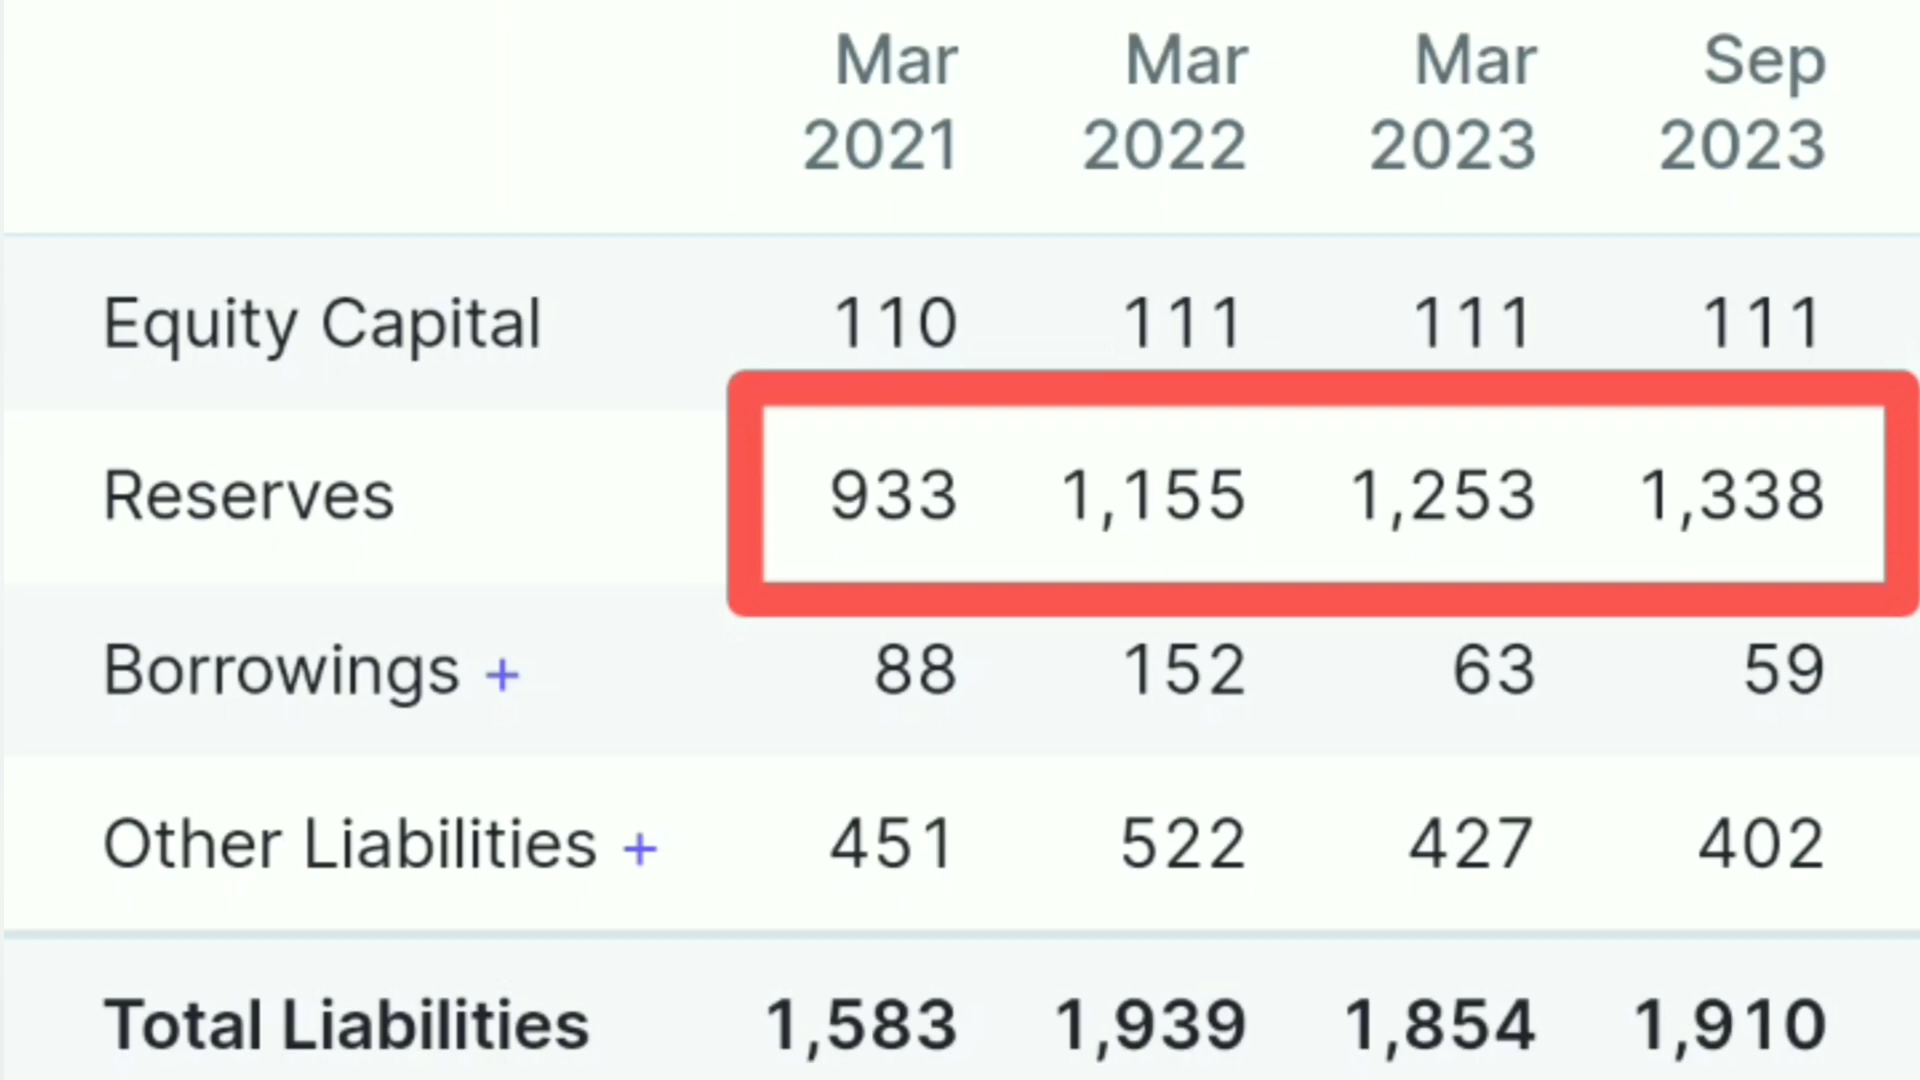 Mar Mar Mar Sep
2021 2022 2023 2023
Equity Capital 110 111 111 111
Reserves 933 1,155 1,253 1,338
Borrowings + 88 152 63 59
Other Liabilities + 451 522 427 402
Total Liabilities 1,583 1,939 1,854 1,910